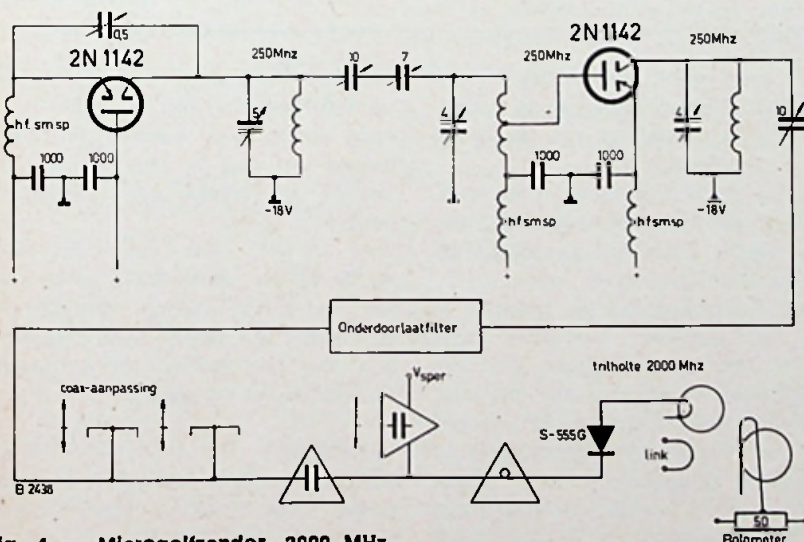 0,5
2N 1142
250Mnz
10
7
2N 1142
250Mhz
250Mhz
hf smsp
5
4
4
10
1000
1000
1000
1000
-18V
hf smsp
hf smsp
-18V
+
+
+
+
Onderdoorlaatfilter
coax-aanpassing
Vsper
trilholte 2000 Mhz
S-555G
link
B 2438
50
Bolometer
Microgolfzender 2000 MHz